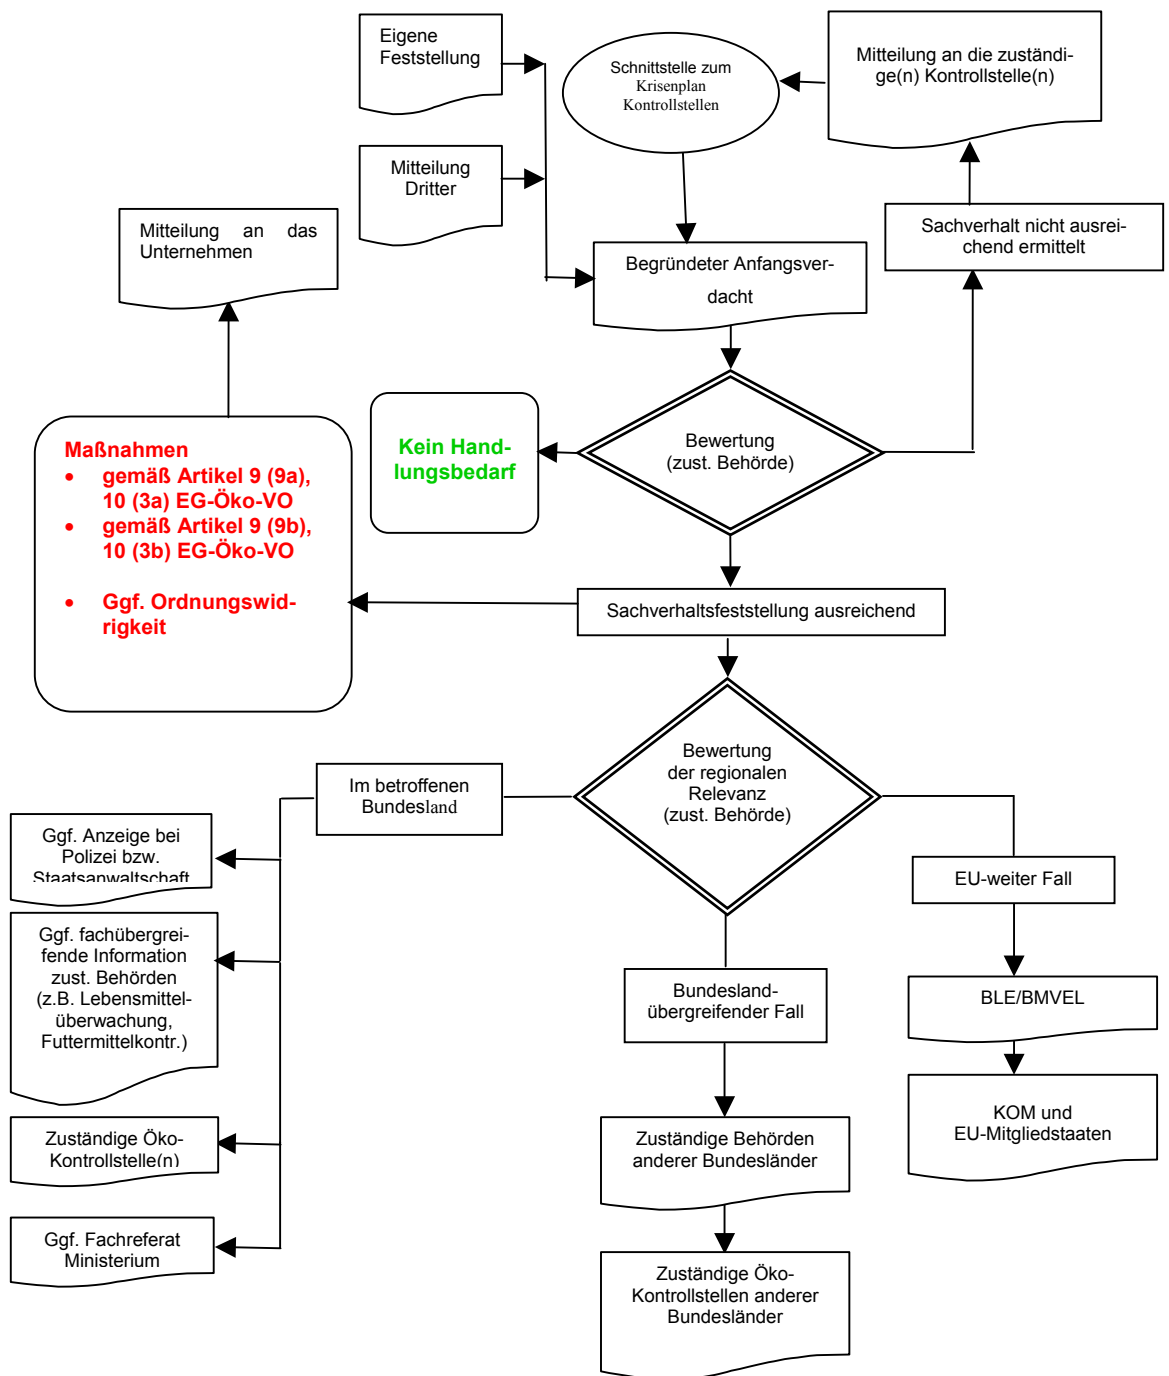 Eigene
Feststellung
Schnittstelle zum
Krisenplan
Kontrollstellen
Mitteilung an die zuständi-
ge(n) Kontrollstelle(n)
Mitteilung
Dritter
Mitteilung an das
Unternehmen
Sachverhalt nicht ausrei-
chend ermittelt
Begründeter Anfangsver-
dacht
Maßnahmen
• gemäß Artikel 9 (9a),
10 (3a) EG-Öko-VO
• gemäß Artikel 9 (9b),
10 (3b) EG-Öko-VO
• Ggf. Ordnungswid-
rigkeit
Kein Hand-
lungsbedarf
Bewertung
(zust. Behörde)
Sachverhaltsfeststellung ausreichend
Bewertung
der regionalen
Relevanz
(zust. Behörde)
Im betroffenen
Bundesland
Ggf. Anzeige bei
Polizei bzw.
Staatsanwaltschaft
Ggf. fachübergrei-
fende Information
zust. Behörden
(z.B. Lebensmittel-
überwachung,
Futtermittelkontr.)
Zuständige Öko-
Kontrollstelle(n)
Ggf. Fachreferat
Ministerium
Bundesland-
übergreifender Fall
Zuständige Behörden
anderer Bundesländer
Zuständige Öko-
Kontrollstellen anderer
Bundesländer
EU-weiter Fall
BLE/BMVEL
KOM und
EU-Mitgliedstaaten